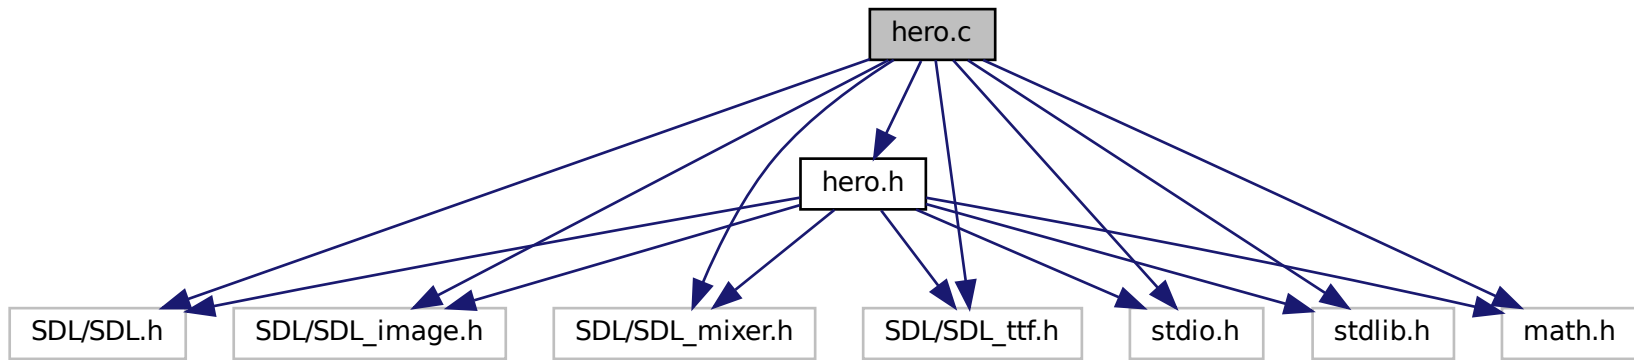 hero.c
hero.h
SDL/SDL.h
SDL/SDL_image.h
SDL/SDL_mixer.h
SDL/SDL_ttf.h
stdio.h
stdlib.h
math.h